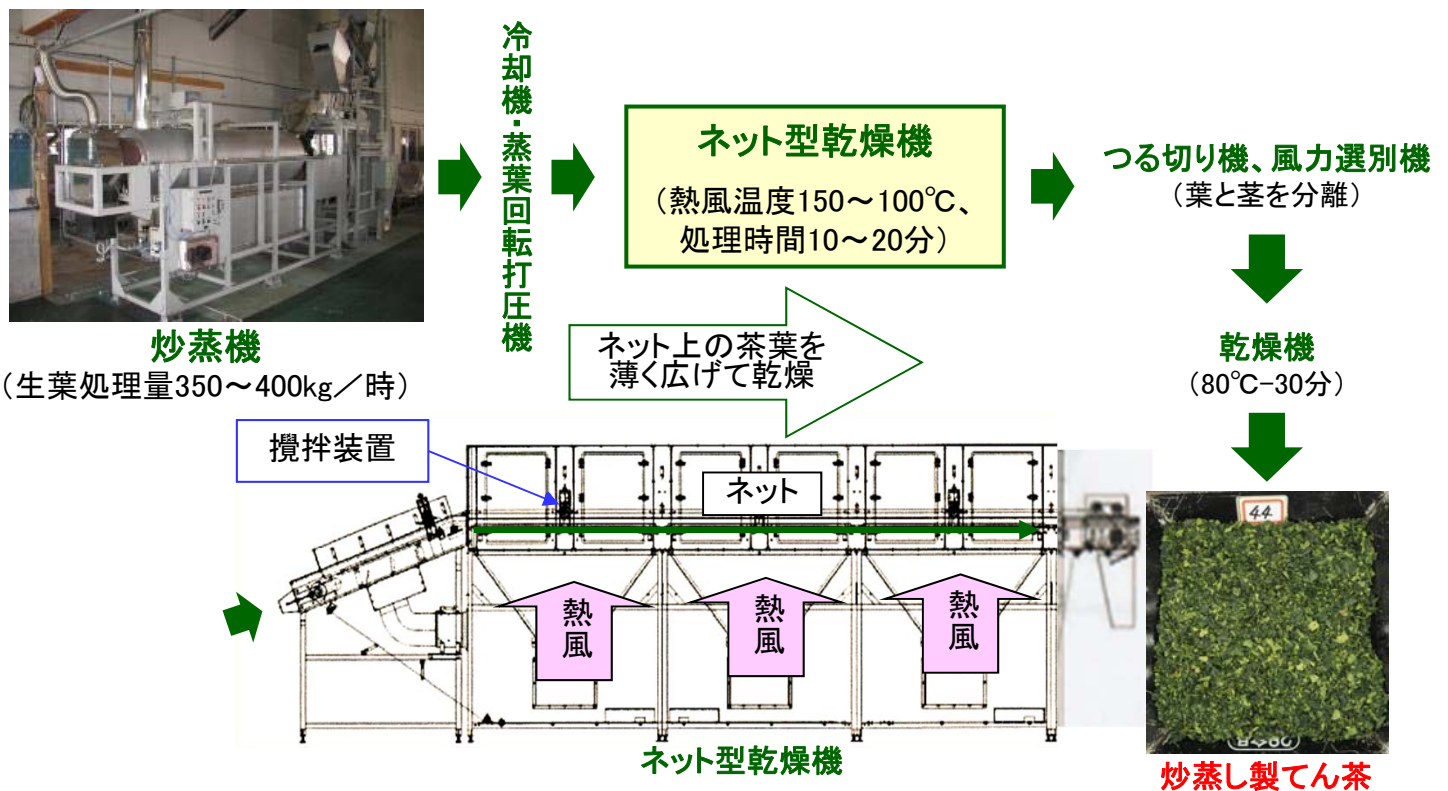 炒蒸機
（生葉処理量350～400kg／時）
冷却機・蒸葉回転打圧機
ネット型乾燥機
（熱風温度150～100℃、
処理時間10～20分）
つる切り機、風力選別機
（葉と茎を分離）
乾燥機
（80℃-30分）
ネット上の茶葉を
薄く広げて乾燥
攪拌装置
ネット
熱風
熱風
熱風
ネット型乾燥機
44
炒蒸し製てん茶